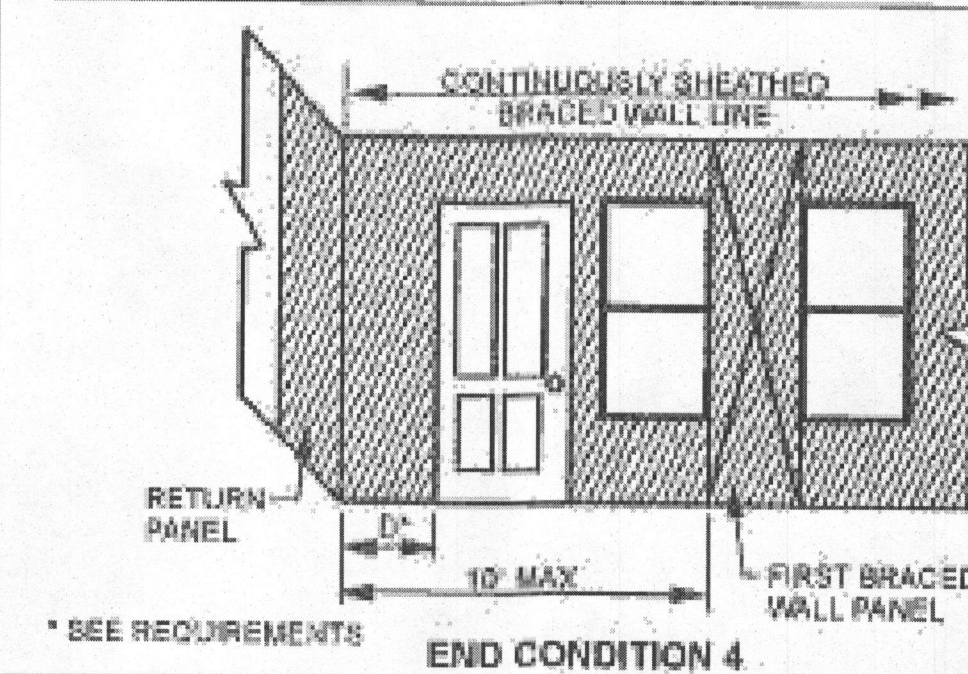 CONTINUOUSLY SHEATHED
BRACED WALL LINE
RETURN
PANEL
D*
10' MAX
FIRST BRACED
WALL PANEL
* SEE REQUIREMENTS
END CONDITION 4